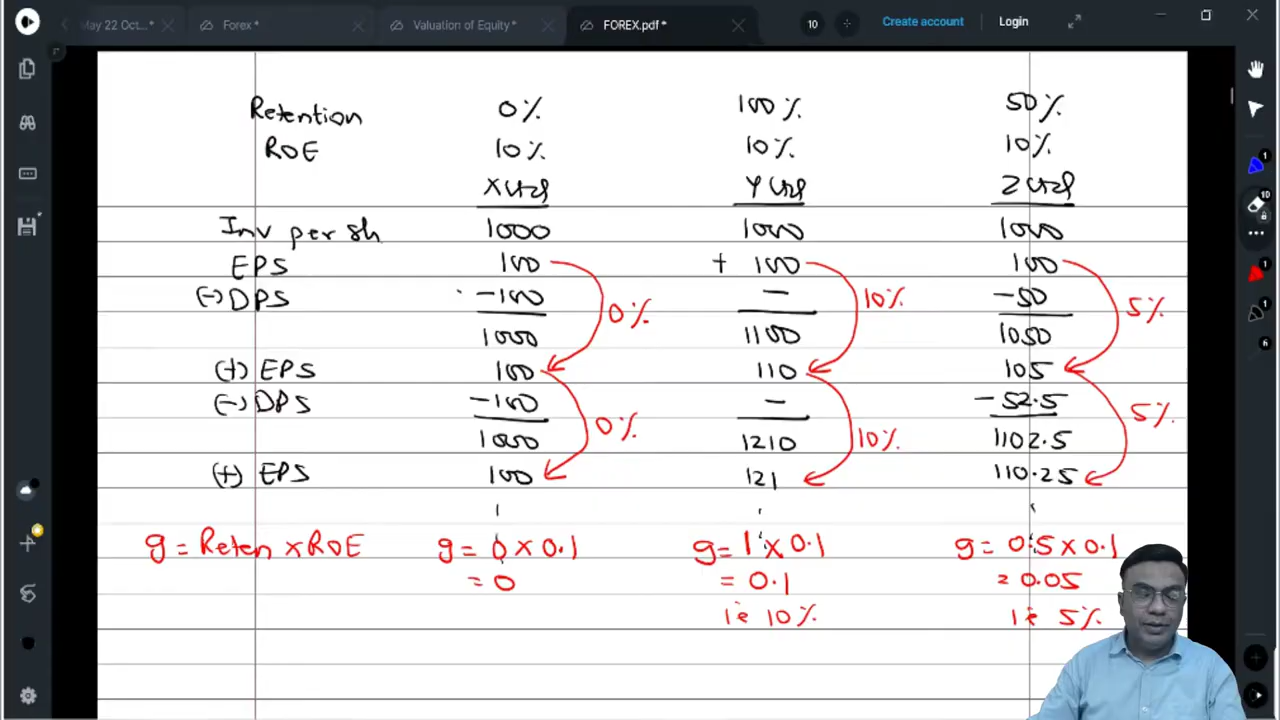 May 22 Oct...* Forex* Valuation of Equity* FOREX.pdf* 10 Create account Login
Retention 0% 100% 50%
ROE 10% 10% 10%
X Ltd Y Ltd Z Ltd
Inv per sh 1000 1000 1000
EPS 100 + 100 100
(-) DPS -100 - -50
0% 10% 5%
1000 1100 1050
(+) EPS 100 110 105
(-) DPS -100 - -52.5
0% 10% 5%
1000 1210 1102.5
(+) EPS 100 121 110.25
g = Reten x ROE g = 0 x 0.1 g = 1 x 0.1 g = 0.5 x 0.1
= 0 = 0.1 = 0.05
i.e 10% i.e 5%
1
10
1
6